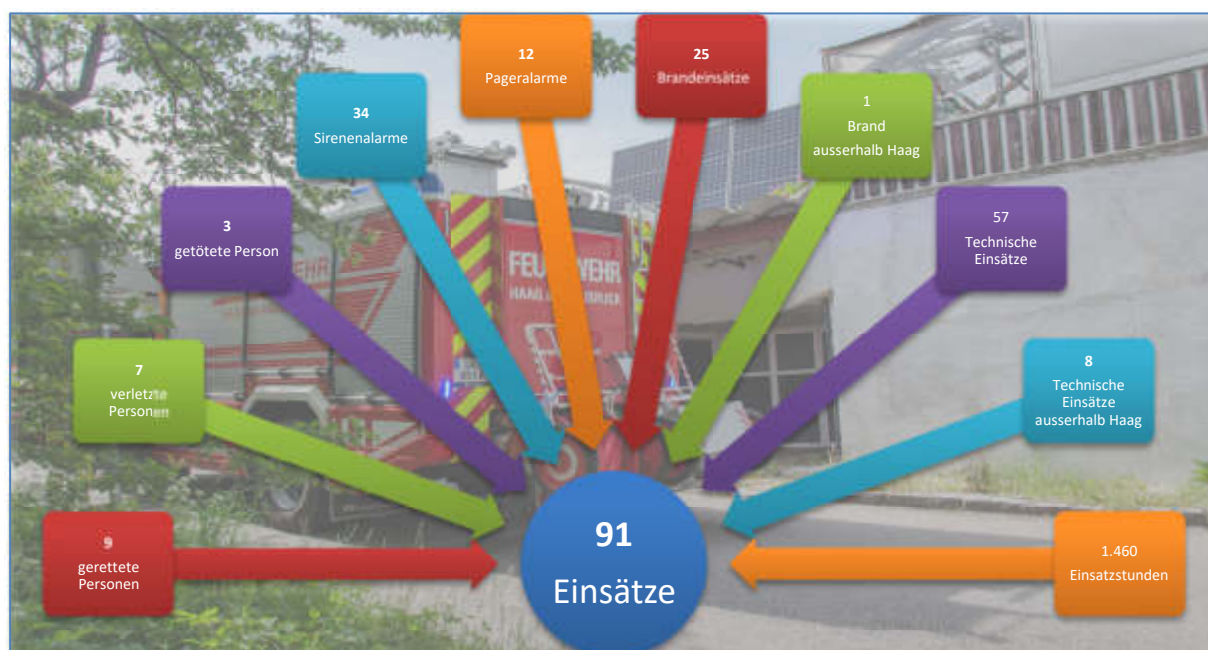 12
Pageralarme
25
Brandeinsätze
34
Sirenenalarme
1
Brand
ausserhalb Haag
3
getötete Person
57
Technische
Einsätze
7
verletzte
Personen
8
Technische
Einsätze
ausserhalb Haag
9
gerettete
Personen
1.460
Einsatzstunden
91
Einsätze
FEUERWEHR
HAAG